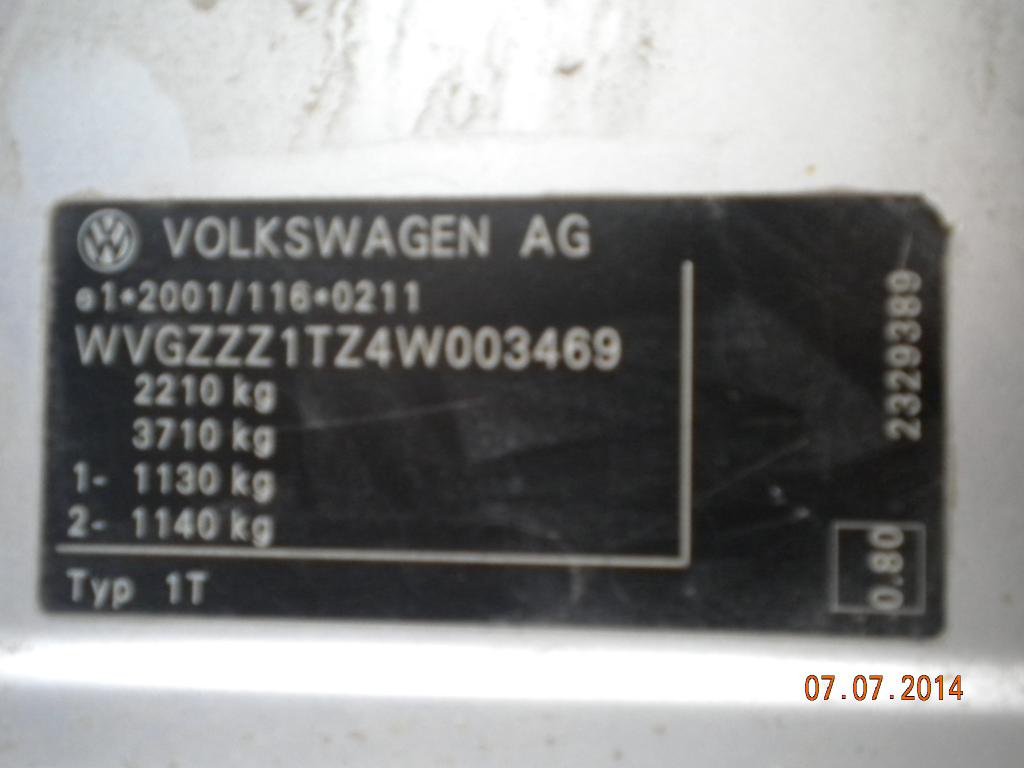 VOLKSWAGEN AG
e1*2001/116*0211
WVGZZZ1TZ4W003469
2210 kg
3710 kg
1- 1130 kg
2- 1140 kg
Typ 1T
2329389
0.80
07.07.2014